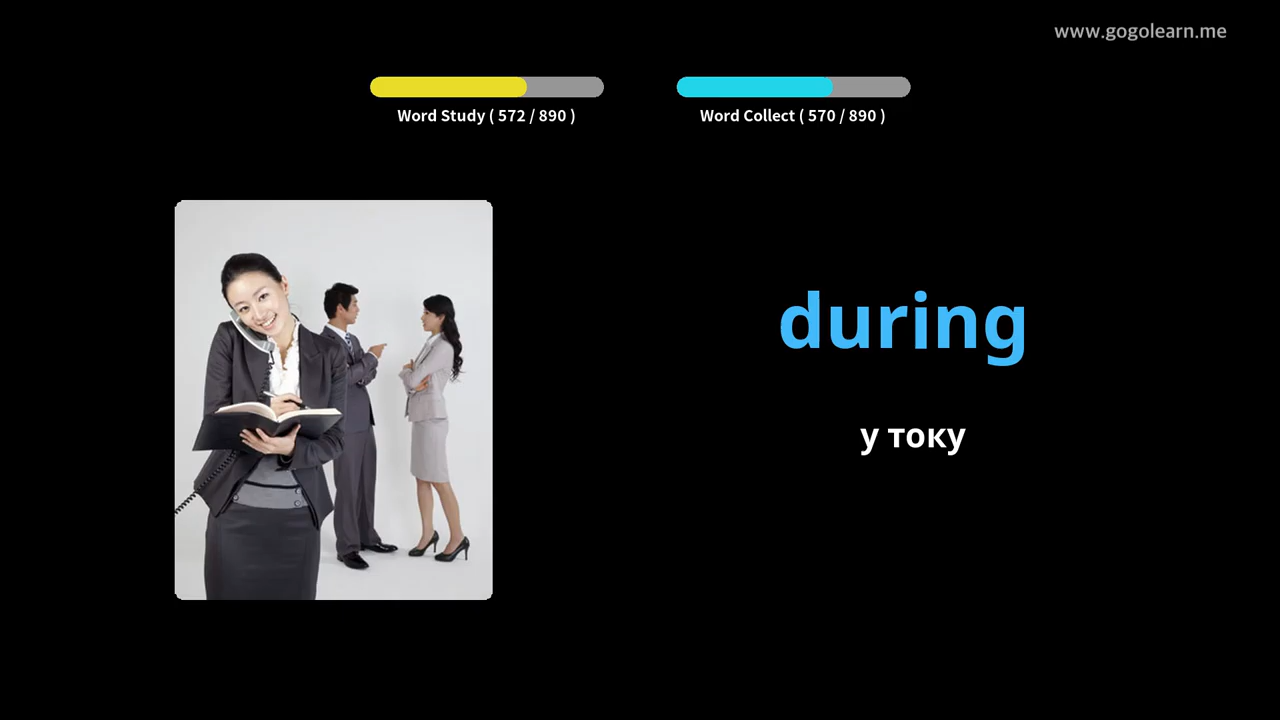 www.gogolearn.me
Word Study ( 572 / 890 )
Word Collect ( 570 / 890 )
during
у току